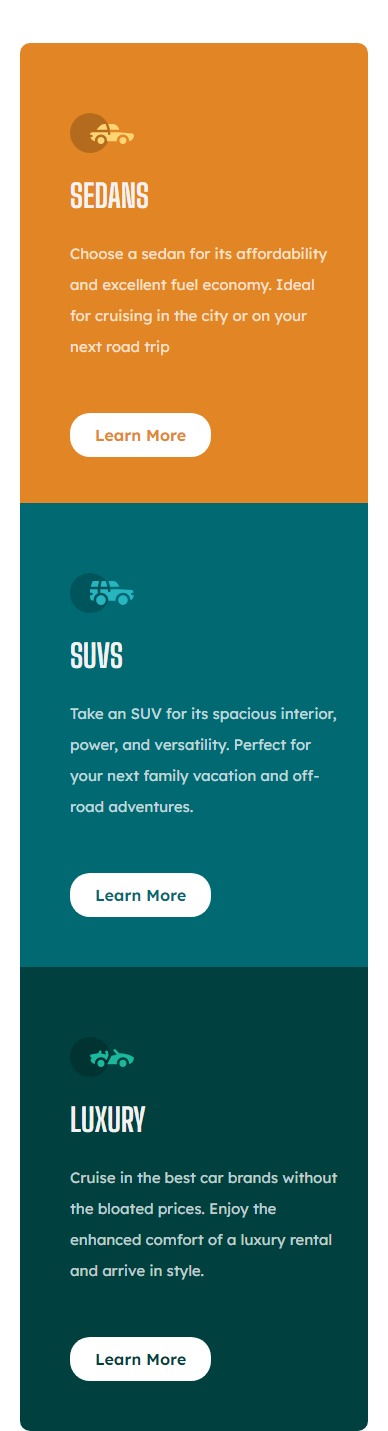 SEDANS
Choose a sedan for its affordability
and excellent fuel economy. Ideal
for cruising in the city or on your
next road trip
Learn More
SUVS
Take an SUV for its spacious interior,
power, and versatility. Perfect for
your next family vacation and off-
road adventures.
Learn More
LUXURY
Cruise in the best car brands without
the bloated prices. Enjoy the
enhanced comfort of a luxury rental
and arrive in style.
Learn More